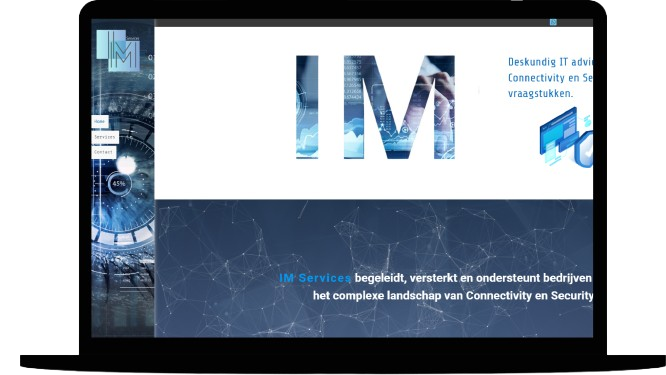 IM
Services
Home
Services
Contact
45%
IM
Deskundig IT advi
Connectivity en Se
vraagstukken.
IM Services begeleidt, versterkt en ondersteunt bedrijven
het complexe landschap van Connectivity en Security